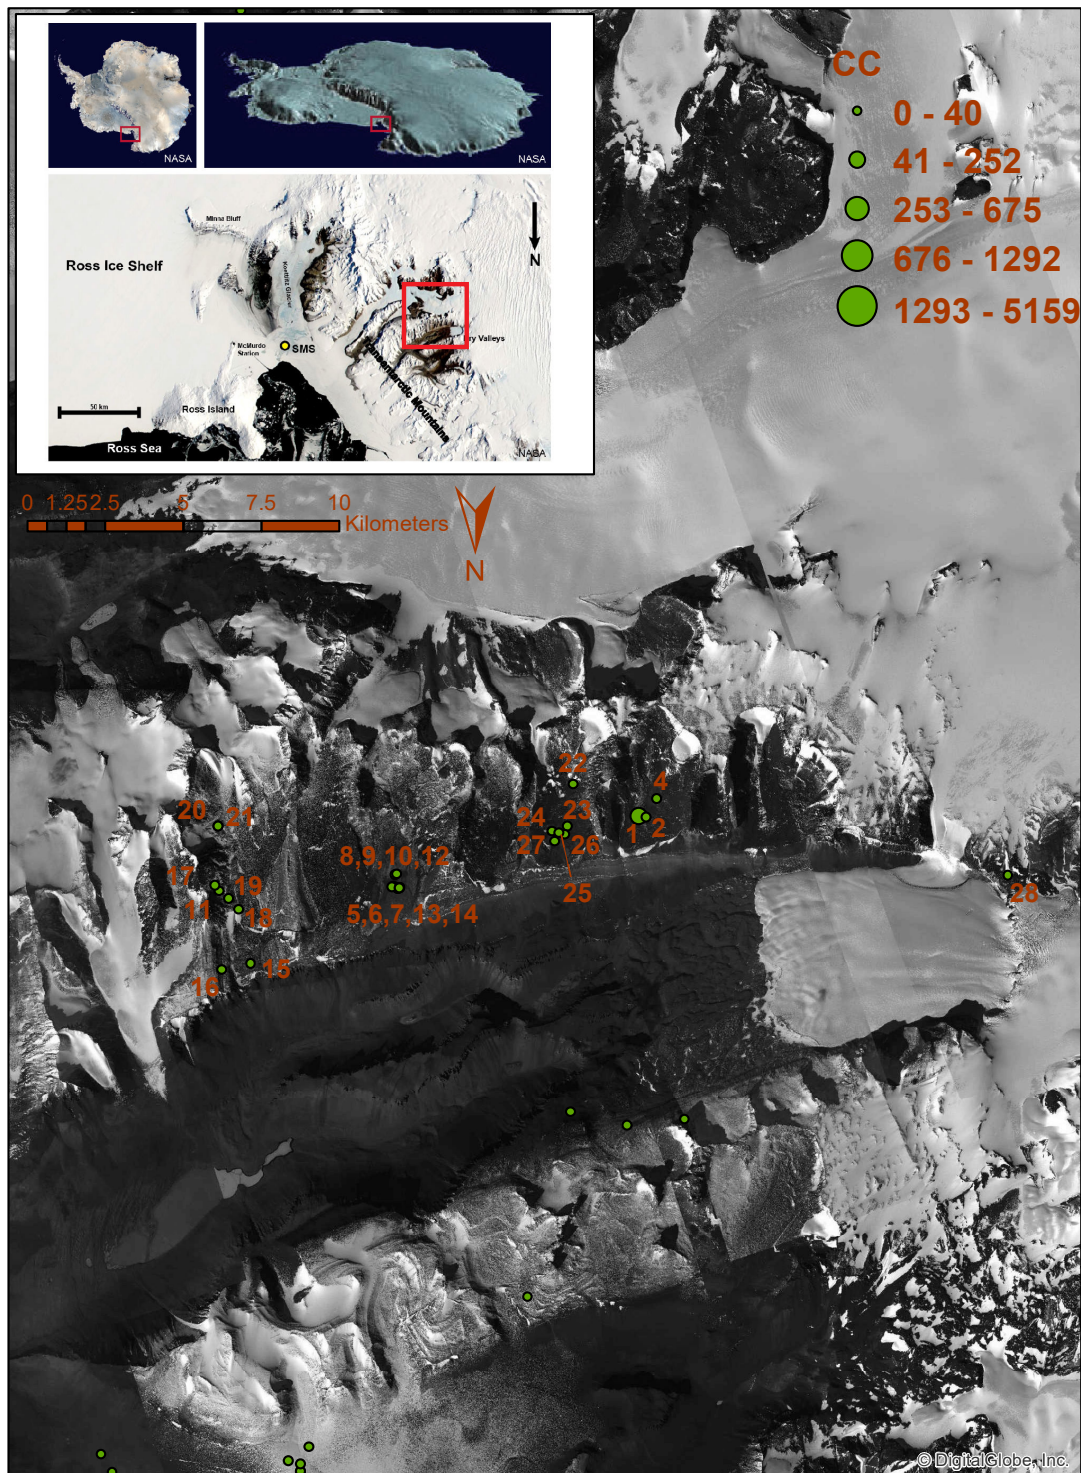 NASA
NASA
Minna Bluff
Ross Ice Shelf
Koettlitz Glacier
N
McMurdo
Station
SMS
Dry Valleys
Transantarctic Mountains
50 km
Ross Island
Ross Sea
NASA
CC
0 - 40
41 - 252
253 - 675
676 - 1292
1293 - 5159
0 1.25 2.5 5 7.5 10
Kilometers
N
22
4
20
21
24
23
1
2
27
26
8,9,10,12
17
19
25
28
11
18
5,6,7,13,14
15
16
© DigitalGlobe, Inc.